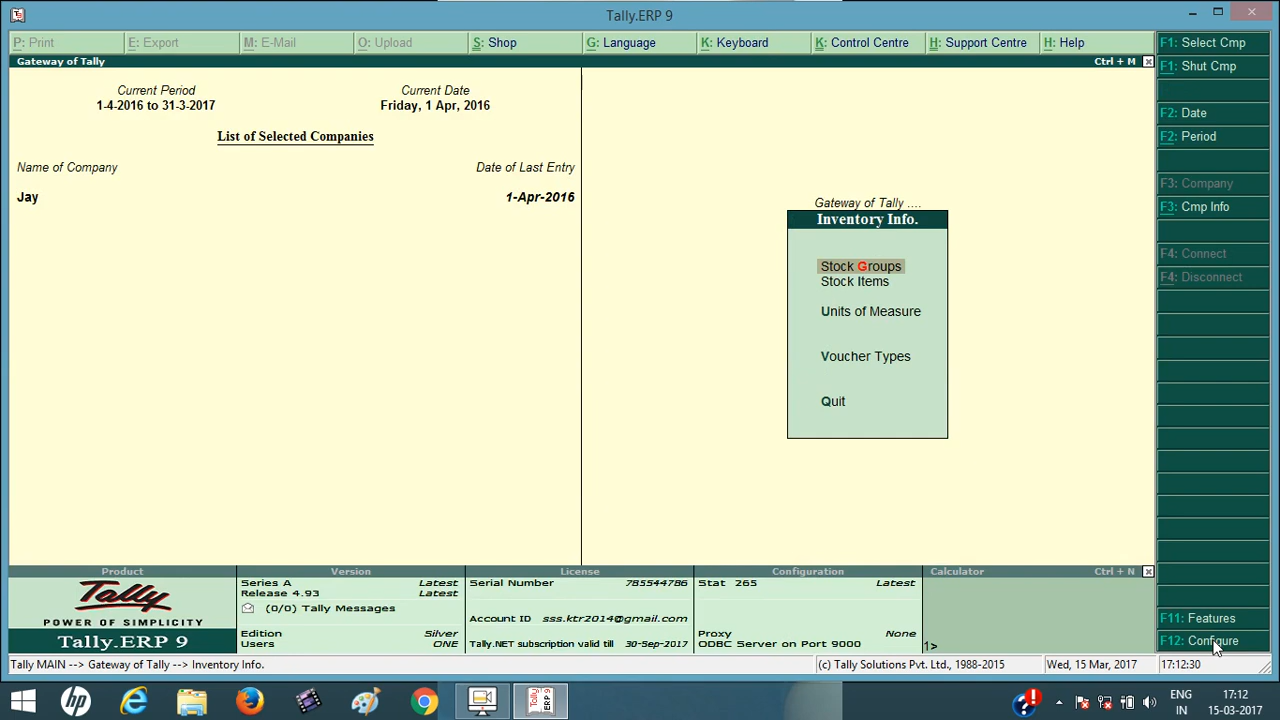 Tally.ERP 9
P: Print
E: Export
M: E-Mail
O: Upload
S: Shop
G: Language
K: Keyboard
K: Control Centre
H: Support Centre
H: Help
Gateway of Tally
Ctrl + M
Current Period
Current Date
1-4-2016 to 31-3-2017
Friday, 1 Apr, 2016
List of Selected Companies
Name of Company
Date of Last Entry
Jay
1-Apr-2016
Gateway of Tally ....
Inventory Info.
Stock Groups
Stock Items
Units of Measure
Voucher Types
Quit
F1: Select Cmp
F1: Shut Cmp
F2: Date
F2: Period
F3: Company
F3: Cmp Info
F4: Connect
F4: Disconnect
F11: Features
F12: Configure
Product
Tally
POWER OF SIMPLICITY
Tally.ERP 9
Version
Series A Latest
Release 4.93 Latest
(0/0) Tally Messages
Edition Silver
Users ONE
License
Serial Number 785544786
Account ID sss.ktr2014@gmail.com
Tally.NET subscription valid till 30-Sep-2017
Configuration
Stat 265 Latest
Proxy None
ODBC Server on Port 9000
Calculator
Ctrl + N
1>
Tally MAIN --> Gateway of Tally --> Inventory Info.
(c) Tally Solutions Pvt. Ltd., 1988-2015
Wed, 15 Mar, 2017
17:12:30
hp
Tally
ERP 9
ENG
IN
17:12
15-03-2017